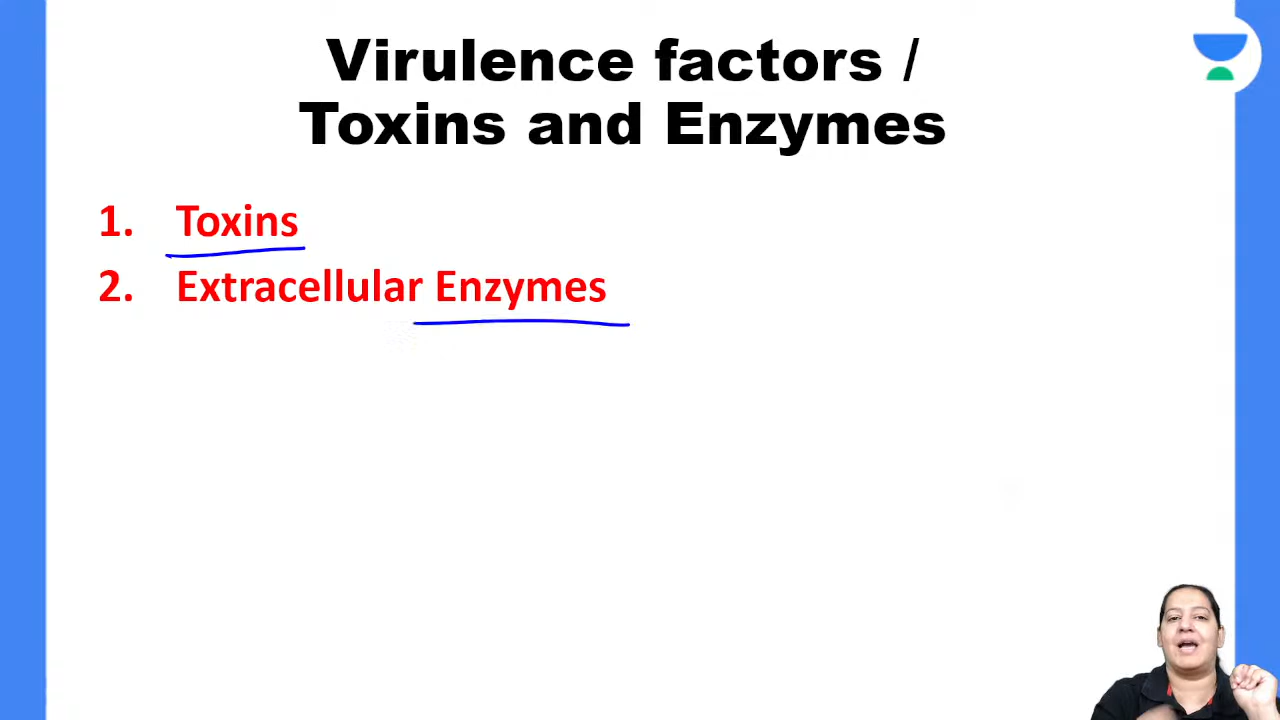 Virulence factors /
Toxins and Enzymes
1. Toxins
2. Extracellular Enzymes